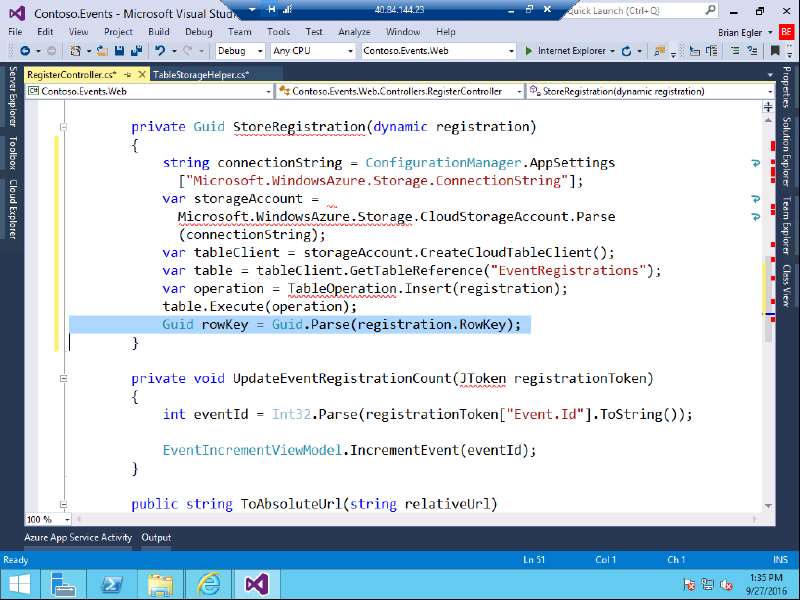 Contoso.Events - Microsoft Visual Studi
40.84.144.23
Quick Launch (Ctrl+Q)
File Edit View Project Build Debug Team Tools Test Analyze Window Help
Brian Egler BE
Debug Any CPU Contoso.Events.Web Internet Explorer
RegisterController.cs* TableStorageHelper.cs*
Contoso.Events.Web Contoso.Events.Web.Controllers.RegisterController StoreRegistration(dynamic registration)
Server Explorer
Toolbox
Cloud Explorer
private Guid StoreRegistration(dynamic registration)
{
string connectionString = ConfigurationManager.AppSettings
["Microsoft.WindowsAzure.Storage.ConnectionString"];
var storageAccount =
Microsoft.WindowsAzure.Storage.CloudStorageAccount.Parse
(connectionString);
var tableClient = storageAccount.CreateCloudTableClient();
var table = tableClient.GetTableReference("EventRegistrations");
var operation = TableOperation.Insert(registration);
table.Execute(operation);
Guid rowKey = Guid.Parse(registration.RowKey);
}
private void UpdateEventRegistrationCount(JToken registrationToken)
{
int eventId = Int32.Parse(registrationToken["Event.Id"].ToString());
EventIncrementViewModel.IncrementEvent(eventId);
}
public string ToAbsoluteUrl(string relativeUrl)
Properties
Solution Explorer
Team Explorer
Class View
100 %
Azure App Service Activity Output
Ready Ln 51 Col 1 Ch 1 INS
1:35 PM
9/27/2016